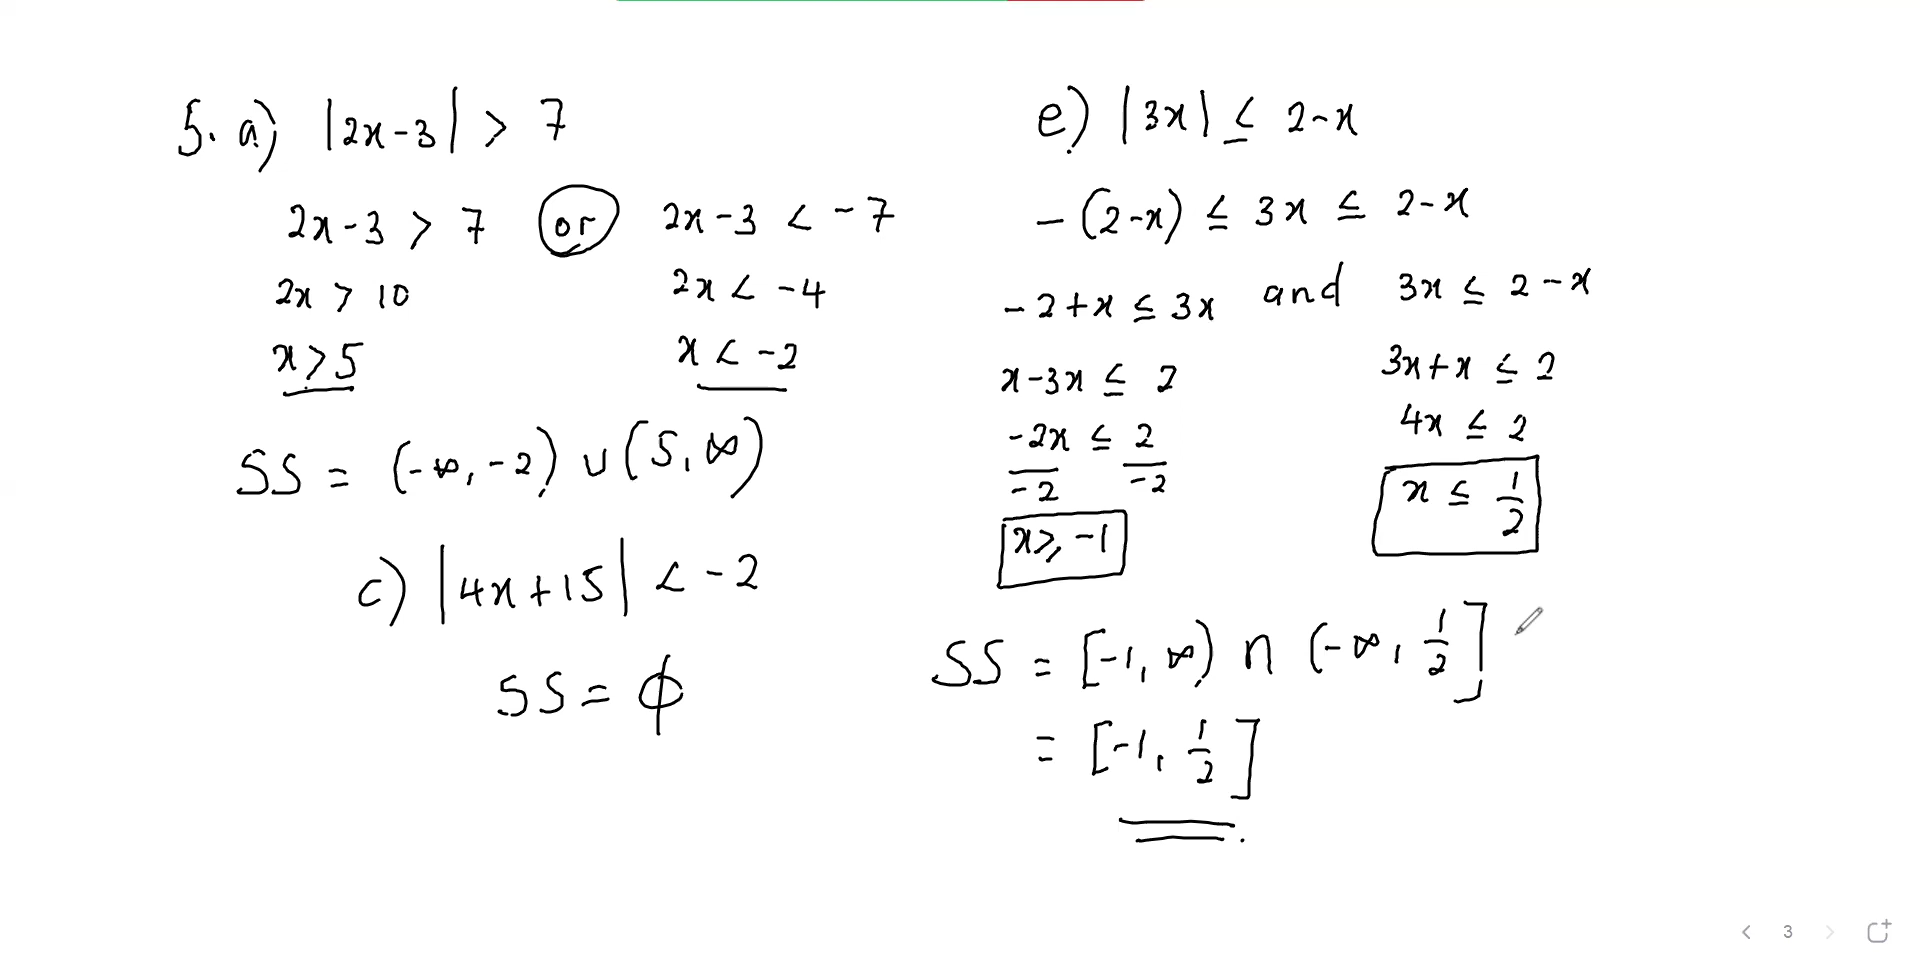 5. a) |2x-3| > 7
2x-3 > 7 or 2x-3 < -7
2x > 10 2x < -4
x > 5 x < -2
SS = (-∞, -2) ∪ (5, ∞)
c) |4x+15| < -2
SS = ϕ
e) |3x| ≤ 2-x
-(2-x) ≤ 3x ≤ 2-x
-2+x ≤ 3x and 3x ≤ 2-x
x-3x ≤ 2 3x+x ≤ 2
-2x/-2 ≤ 2/-2 4x ≤ 2
x ≥ -1 x ≤ 1/2
SS = [-1, ∞) ∩ (-∞, 1/2]
= [-1, 1/2]
3